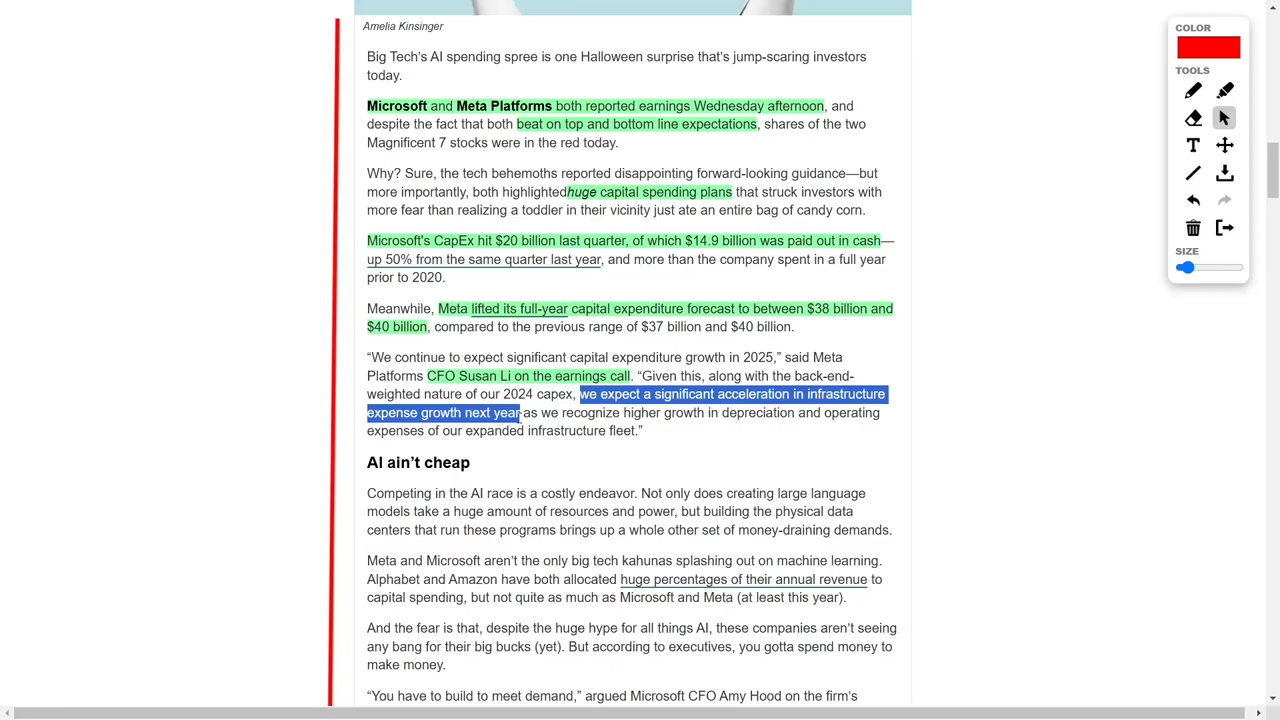 Amelia Kinsinger
Big Tech's AI spending spree is one Halloween surprise that's jump-scaring investors
today.
Microsoft and Meta Platforms both reported earnings Wednesday afternoon, and
despite the fact that both beat on top and bottom line expectations, shares of the two
Magnificent 7 stocks were in the red today.
Why? Sure, the tech behemoths reported disappointing forward-looking guidance—but
more importantly, both highlighted huge capital spending plans that struck investors with
more fear than realizing a toddler in their vicinity just ate an entire bag of candy corn.
Microsoft's CapEx hit $20 billion last quarter, of which $14.9 billion was paid out in cash—
up 50% from the same quarter last year, and more than the company spent in a full year
prior to 2020.
Meanwhile, Meta lifted its full-year capital expenditure forecast to between $38 billion and
$40 billion, compared to the previous range of $37 billion and $40 billion.
“We continue to expect significant capital expenditure growth in 2025,” said Meta
Platforms CFO Susan Li on the earnings call. “Given this, along with the back-end-
weighted nature of our 2024 capex, we expect a significant acceleration in infrastructure
expense growth next year as we recognize higher growth in depreciation and operating
expenses of our expanded infrastructure fleet.”
AI ain’t cheap
Competing in the AI race is a costly endeavor. Not only does creating large language
models take a huge amount of resources and power, but building the physical data
centers that run these programs brings up a whole other set of money-draining demands.
Meta and Microsoft aren’t the only big tech kahunas splashing out on machine learning.
Alphabet and Amazon have both allocated huge percentages of their annual revenue to
capital spending, but not quite as much as Microsoft and Meta (at least this year).
And the fear is that, despite the huge hype for all things AI, these companies aren’t seeing
any bang for their big bucks (yet). But according to executives, you gotta spend money to
make money.
“You have to build to meet demand,” argued Microsoft CFO Amy Hood on the firm’s
COLOR
TOOLS
T
SIZE